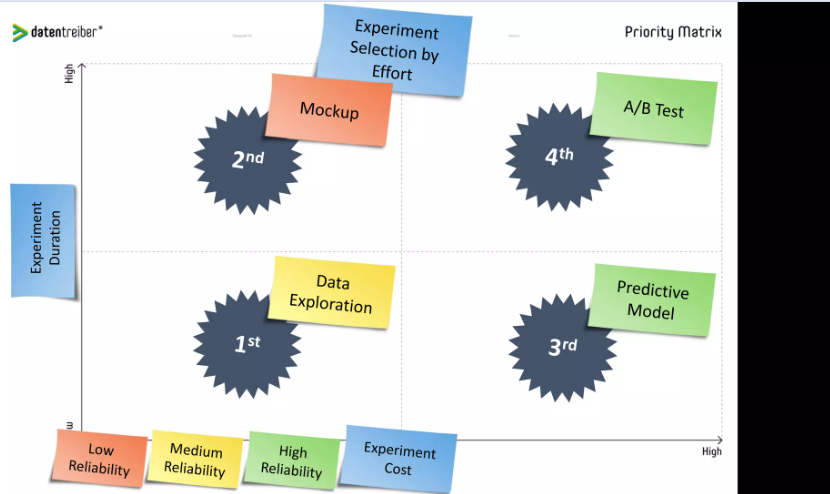 datentreiber®
Priority Matrix
Experiment
Selection by
Effort
High
Mockup
A/B Test
2nd
4th
Experiment
Duration
Data
Exploration
Predictive
Model
1st
3rd
Low
Reliability
Medium
Reliability
High
Reliability
Experiment
Cost
High